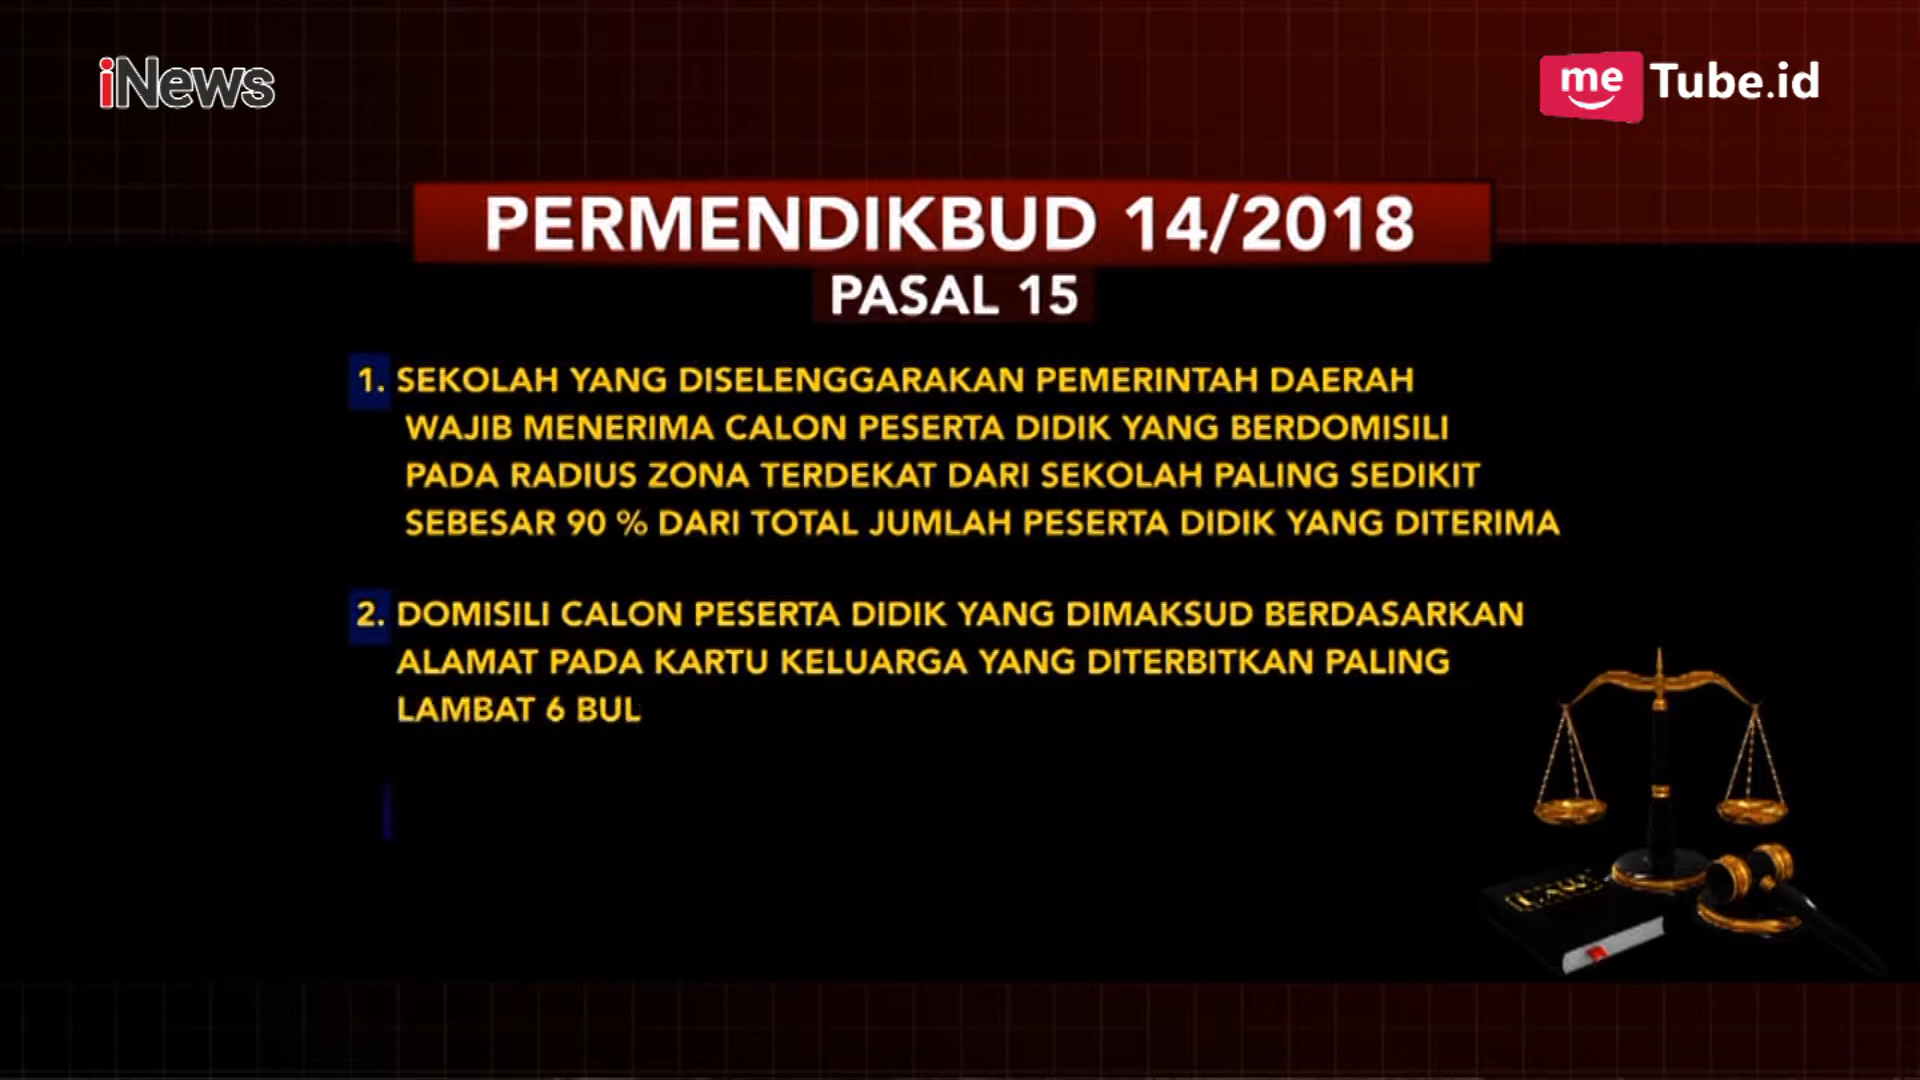 iNews
me Tube.id
PERMENDIKBUD 14/2018
PASAL 15
1. SEKOLAH YANG DISELENGGARAKAN PEMERINTAH DAERAH
WAJIB MENERIMA CALON PESERTA DIDIK YANG BERDOMISILI
PADA RADIUS ZONA TERDEKAT DARI SEKOLAH PALING SEDIKIT
SEBESAR 90 % DARI TOTAL JUMLAH PESERTA DIDIK YANG DITERIMA
2. DOMISILI CALON PESERTA DIDIK YANG DIMAKSUD BERDASARKAN
ALAMAT PADA KARTU KELUARGA YANG DITERBITKAN PALING
LAMBAT 6 BUL